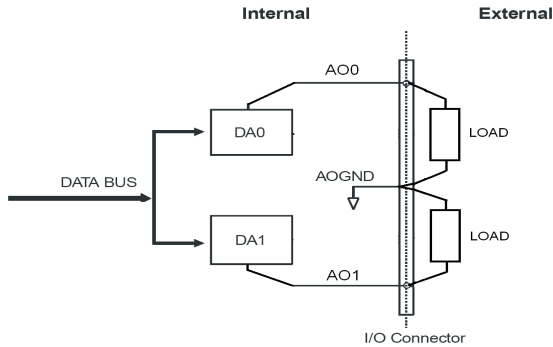 Internal
External
AO0
DA0
LOAD
DATA BUS
AOGND
DA1
LOAD
AO1
I/O Connector